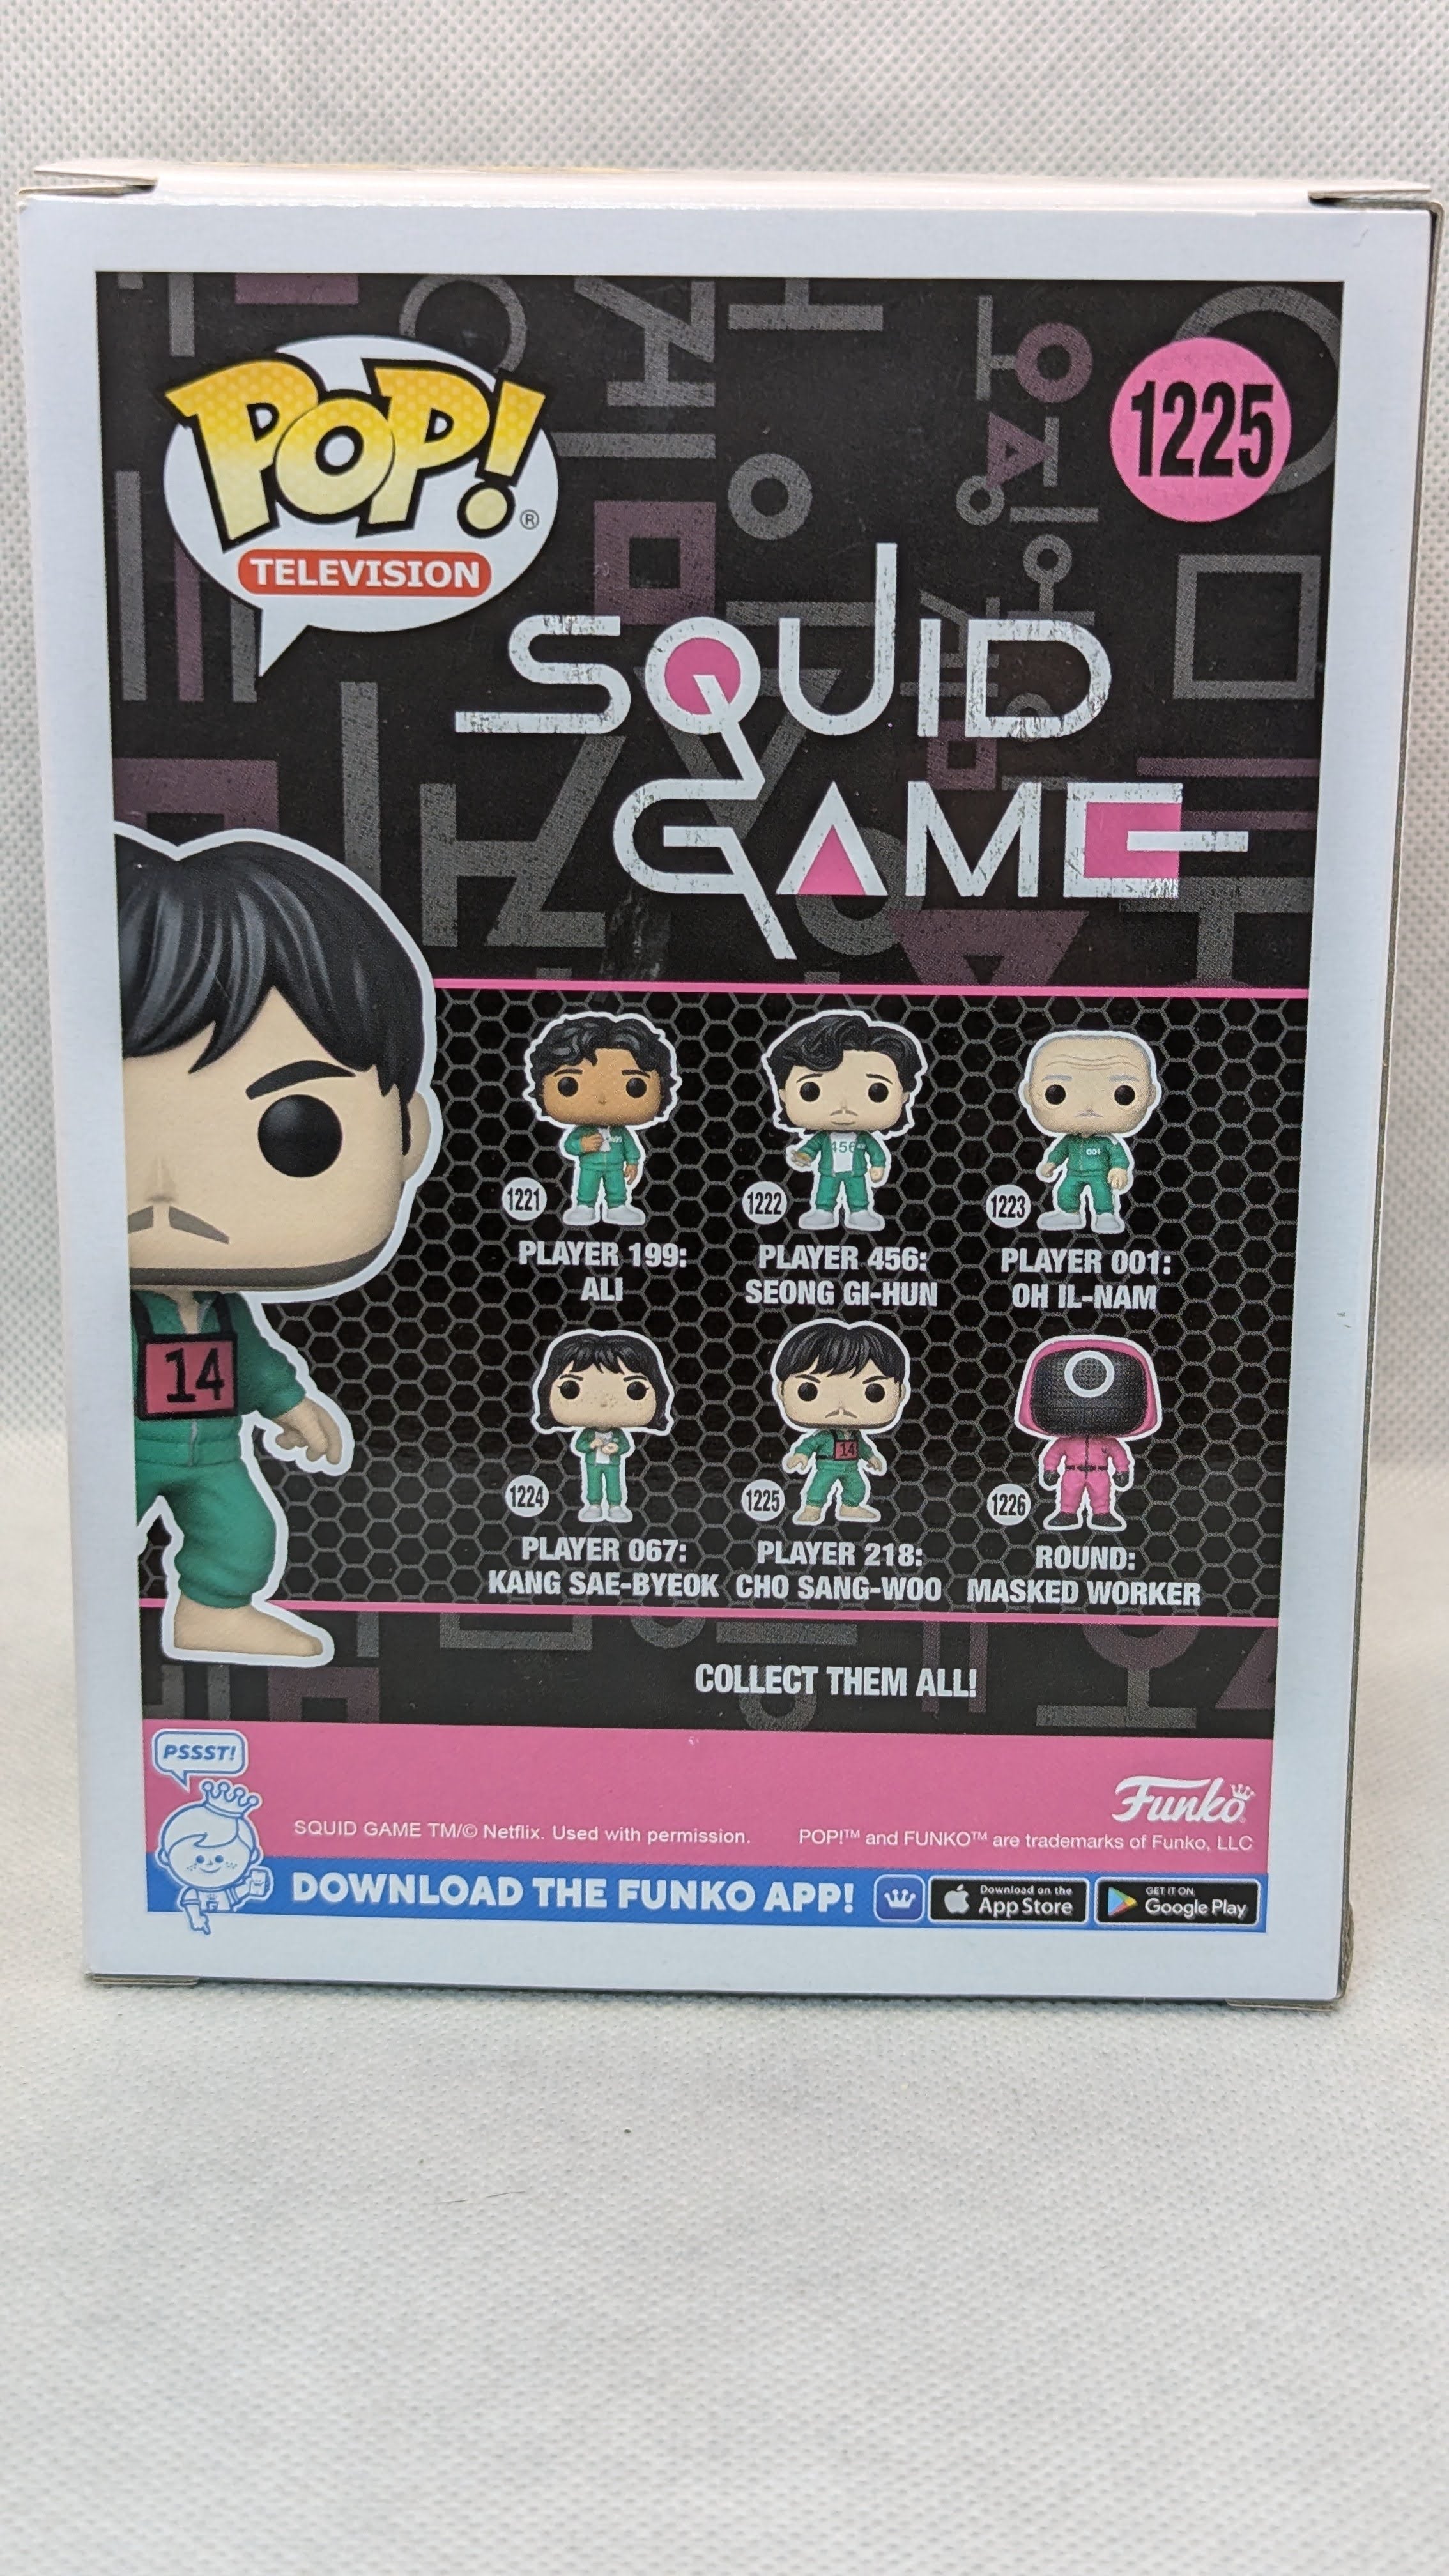 POP!®
TELEVISION
1225
SQUID
GAME
14
456
001
1221
1222
1223
PLAYER 199:
ALI
PLAYER 456:
SEONG GI-HUN
PLAYER 001:
OH IL-NAM
14
1224
1225
1226
PLAYER 067:
KANG SAE-BYEOK
PLAYER 218:
CHO SANG-WOO
ROUND:
MASKED WORKER
COLLECT THEM ALL!
PSSST!
Funko
SQUID GAME TM/© Netflix. Used with permission.
POP!™ and FUNKO™ are trademarks of Funko, LLC
DOWNLOAD THE FUNKO APP!
Download on the
App Store
GET IT ON
Google Play